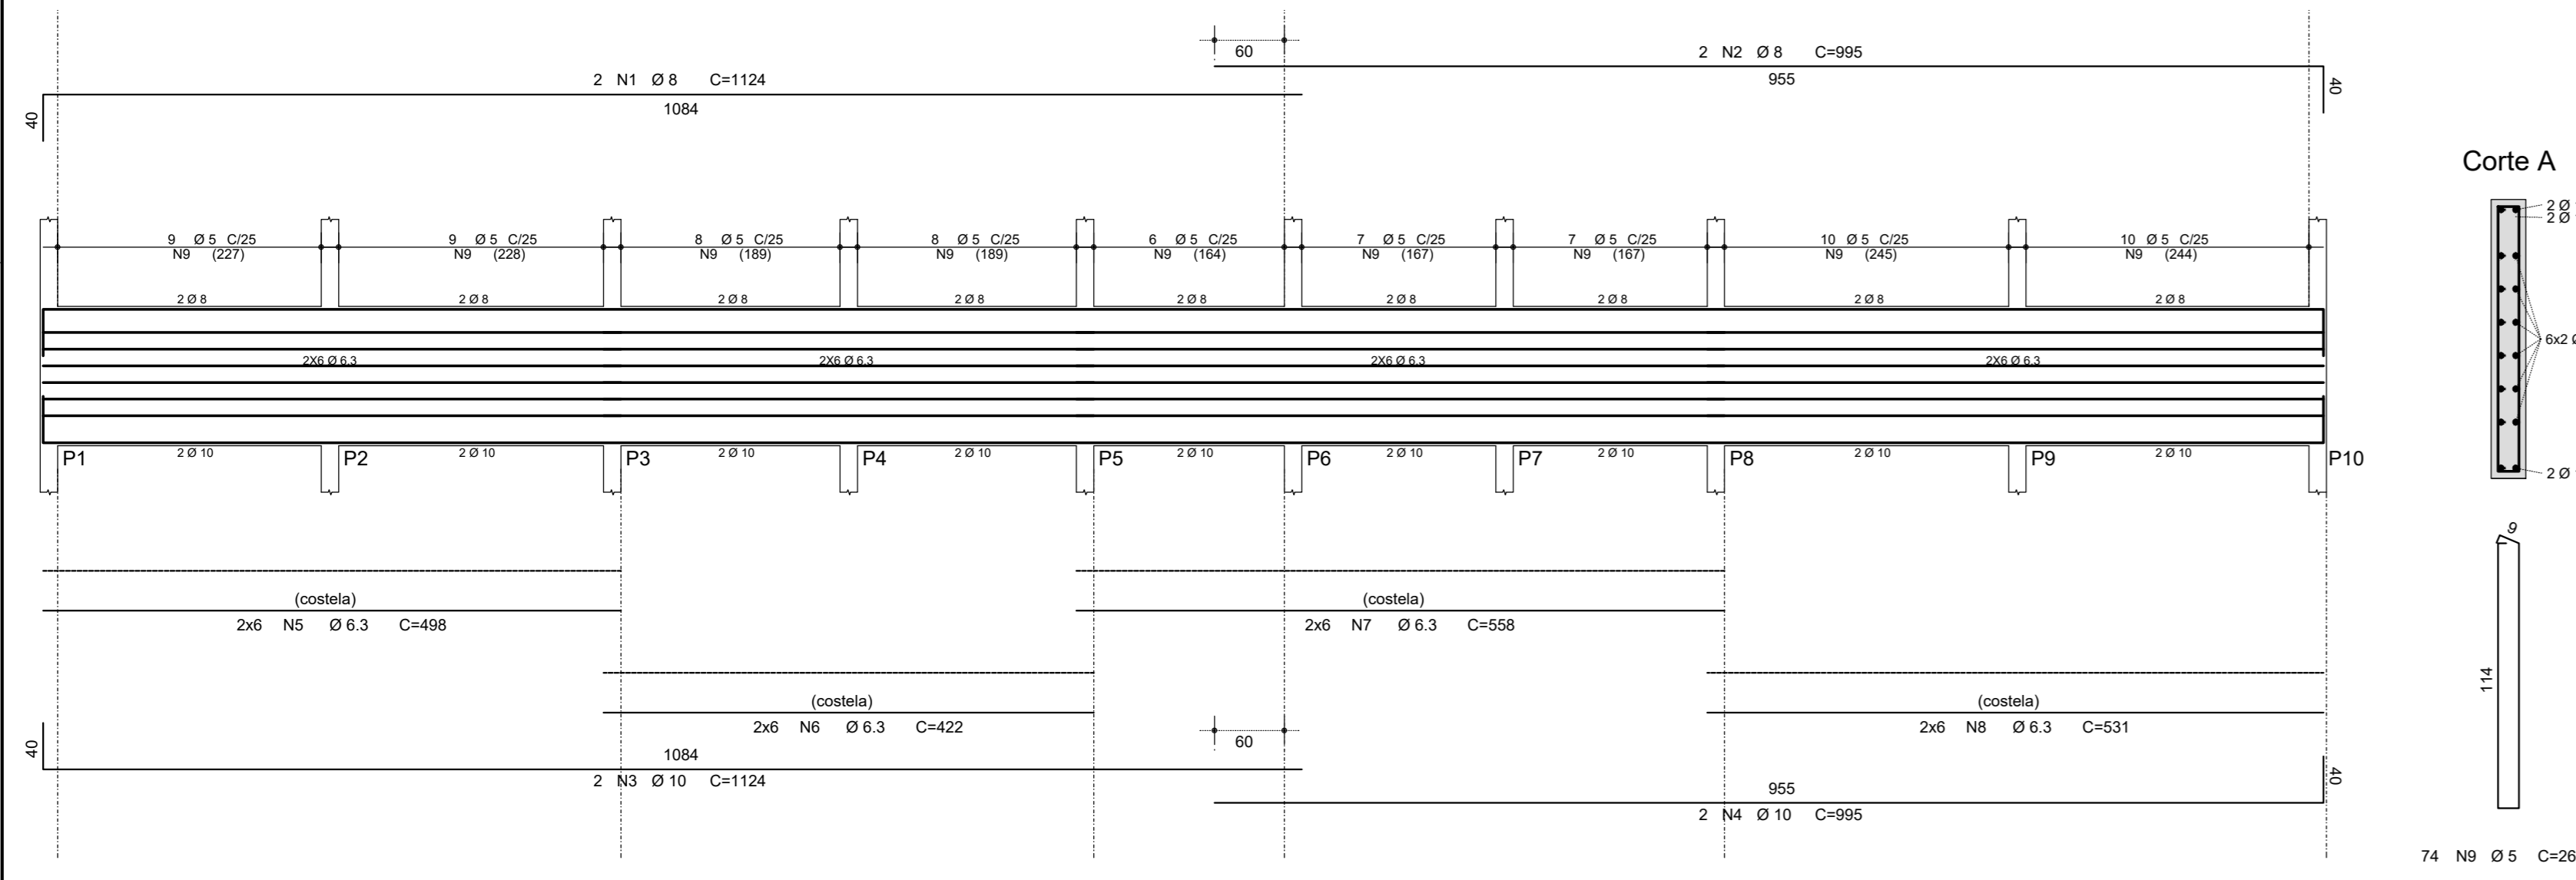 60
2 N2 Ø 8 C=995
955
40
2 N1 Ø 8 C=1124
1084
40
Corte A
9 Ø 5 C/25
N9 (227)
9 Ø 5 C/25
N9 (228)
8 Ø 5 C/25
N9 (189)
8 Ø 5 C/25
N9 (189)
6 Ø 5 C/25
N9 (164)
7 Ø 5 C/25
N9 (167)
7 Ø 5 C/25
N9 (167)
10 Ø 5 C/25
N9 (245)
10 Ø 5 C/25
N9 (244)
2 Ø
2 Ø
2 Ø 8
2 Ø 8
2 Ø 8
2 Ø 8
2 Ø 8
2 Ø 8
2 Ø 8
2 Ø 8
2 Ø 8
6x2 Ø
2X6 Ø 6.3
2X6 Ø 6.3
2X6 Ø 6.3
2X6 Ø 6.3
P1
2 Ø 10
P2
2 Ø 10
P3
2 Ø 10
P4
2 Ø 10
P5
2 Ø 10
P6
2 Ø 10
P7
2 Ø 10
P8
2 Ø 10
P9
2 Ø 10
P10
2 Ø
9
(costela)
2x6 N5 Ø 6.3 C=498
(costela)
2x6 N7 Ø 6.3 C=558
(costela)
2x6 N6 Ø 6.3 C=422
(costela)
2x6 N8 Ø 6.3 C=531
114
40
1084
2 N3 Ø 10 C=1124
60
955
2 N4 Ø 10 C=995
40
74 N9 Ø 5 C=26